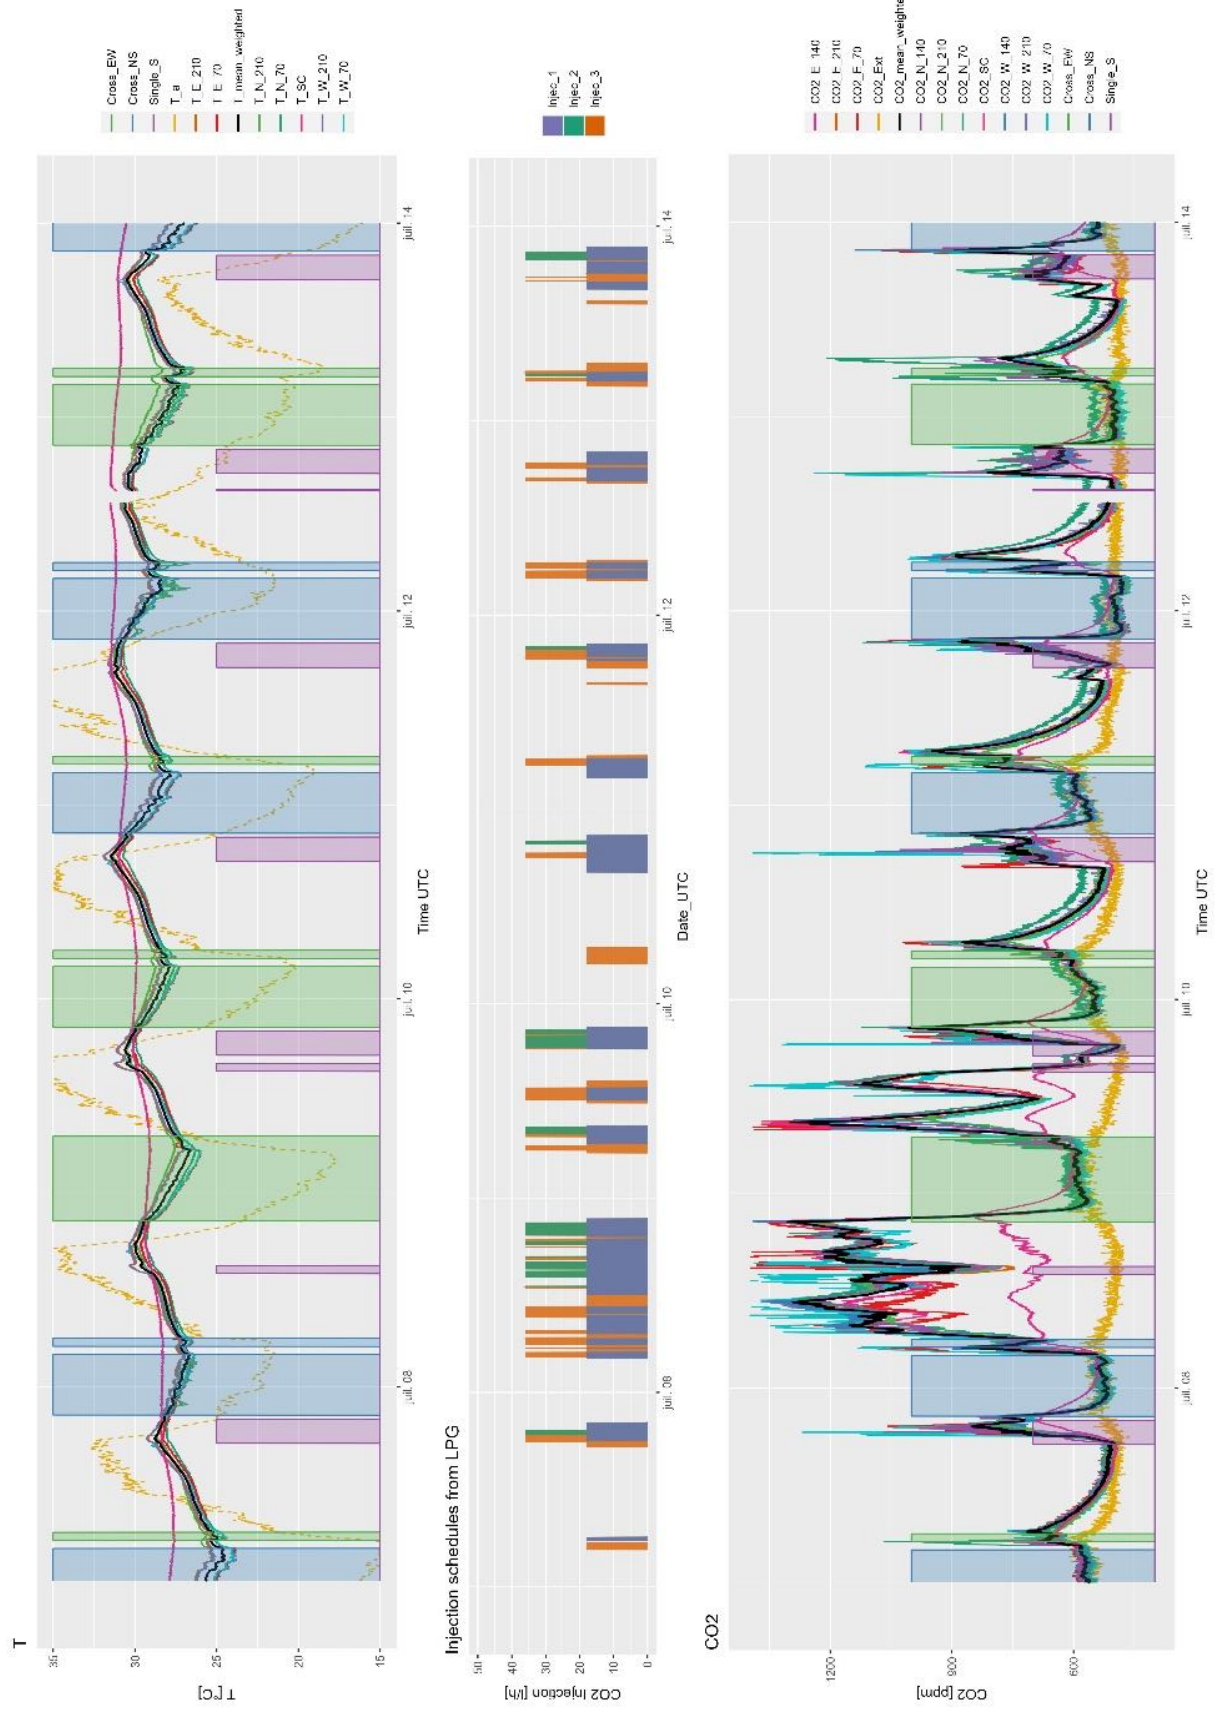 T
T [°C]
35
30
25
20
15
juil. 08
juil. 10
juil. 12
juil. 14
Time UTC
Cross_EW
Cross_NS
Single_S
T_a
T_E_210
T_E_70
T_mean_weighted
T_N_210
T_N_70
T_SC
T_W_210
T_W_70
Injection schedules from LPG
CO2 Injection [l/h]
50
40
30
20
10
0
juil. 08
juil. 10
juil. 12
juil. 14
Date_UTC
Injec_1
Injec_2
Injec_3
CO2
CO2 [ppm]
1200
900
600
juil. 08
juil. 10
juil. 12
juil. 14
Time UTC
CO2_E_140
CO2_E_210
CO2_E_70
CO2_Ext
CO2_mean_weighted
CO2_N_140
CO2_N_210
CO2_N_70
CO2_SC
CO2_W_140
CO2_W_210
CO2_W_70
Cross_EW
Cross_NS
Single_S